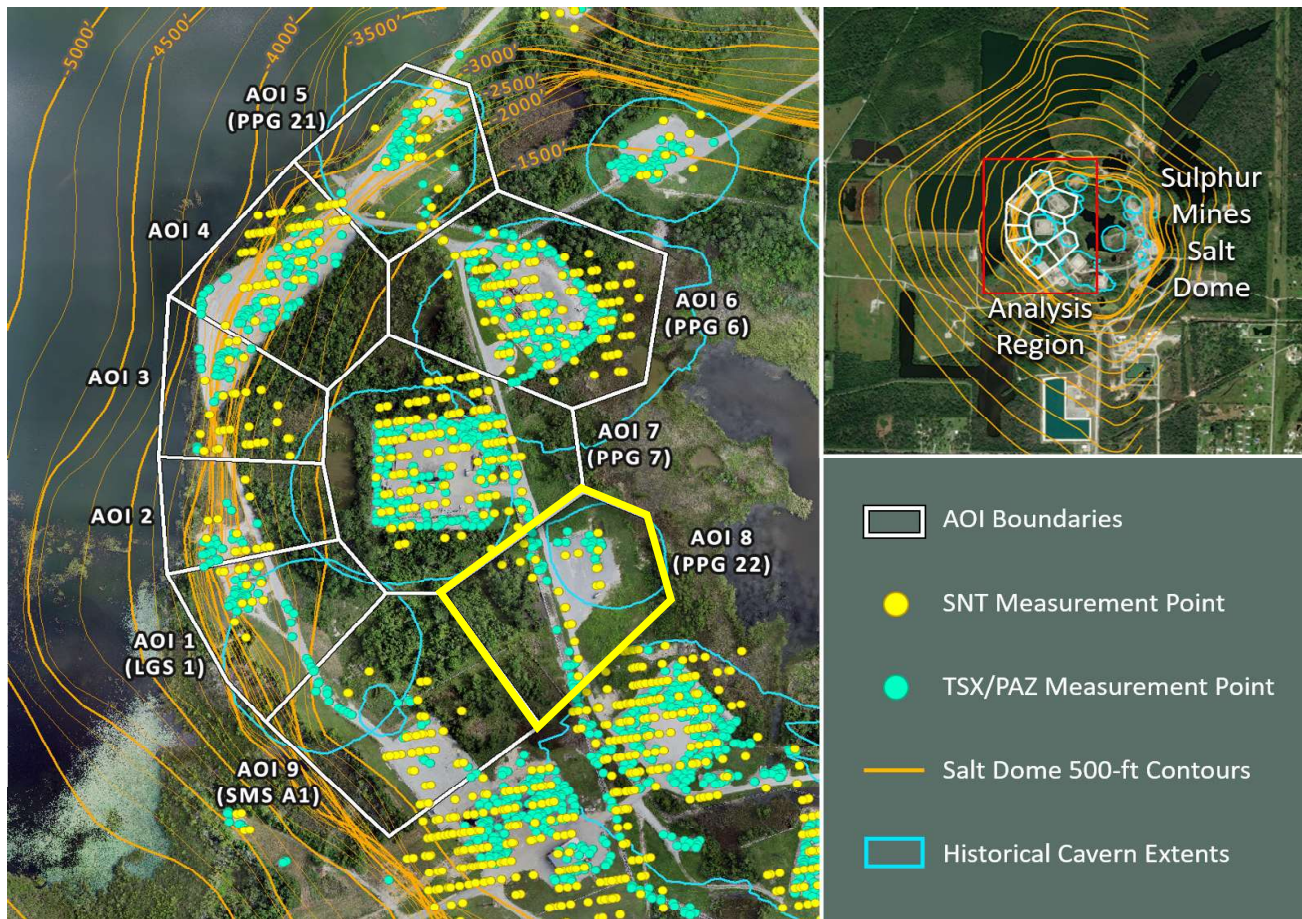 -5000'
-4500'
-4000'
-3500'
-3000'
-2500'
-2000'
-1500'
AOI 5
(PPG 21)
AOI 4
AOI 3
AOI 2
AOI 1
(LGS 1)
AOI 6
(PPG 6)
AOI 7
(PPG 7)
AOI 8
(PPG 22)
AOI 9
(SMS A1)
Sulphur
Mines
Salt
Dome
Analysis
Region
AOI Boundaries
SNT Measurement Point
TSX/PAZ Measurement Point
Salt Dome 500-ft Contours
Historical Cavern Extents